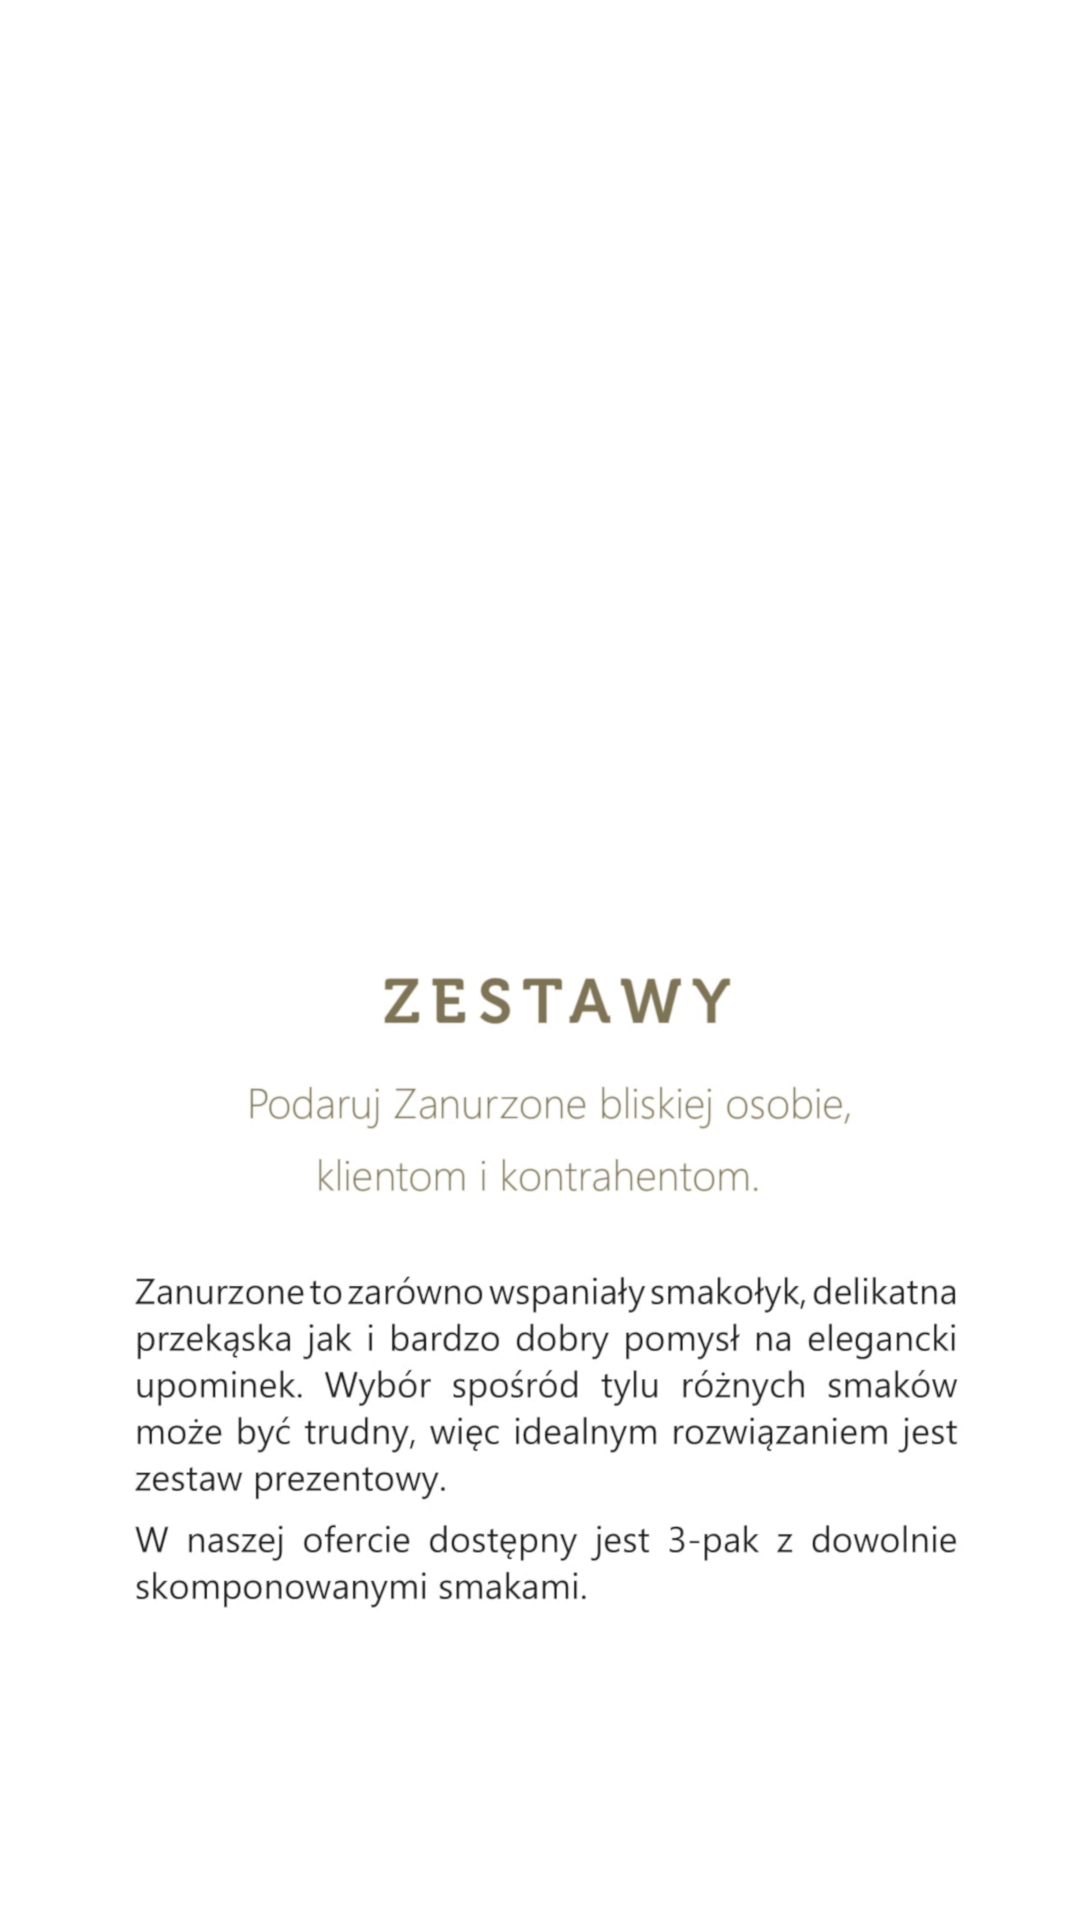 ZESTAWY
Podaruj Zanurzone bliskiej osobie,
klientom i kontrahentom.
Zanurzone to zarówno wspaniały smakołyk, delikatna
przekąska jak i bardzo dobry pomysł na elegancki
upominek. Wybór spośród tylu różnych smaków
może być trudny, więc idealnym rozwiązaniem jest
zestaw prezentowy.
W naszej ofercie dostępny jest 3-pak z dowolnie
skomponowanymi smakami.